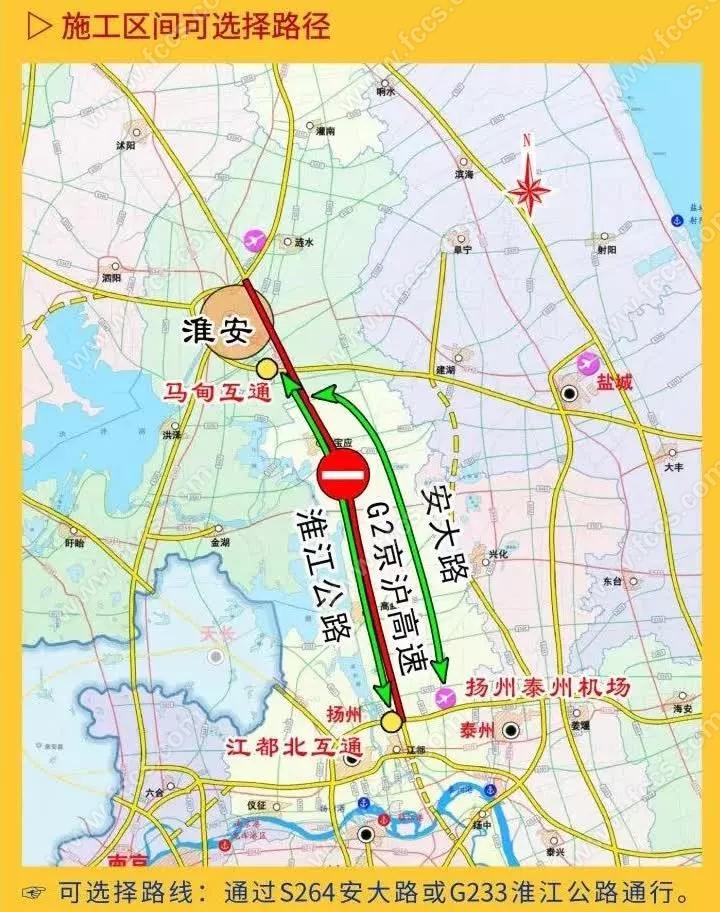 ▷ 施工区间可选择路径
响水
灌南
沭阳
滨海
N
涟水
阜宁
射阳
泗阳
淮安
建湖
马甸互通
盐城
洪泽
宝应
大丰
安大路
G2京沪高速
淮江公路
盱眙
金湖
兴化
东台
高邮
天长
扬州泰州机场
扬州
海安
江都北互通
泰州
姜堰
江都
六合
仪征
扬中
泰兴
南京
☞ 可选择路线：通过S264安大路或G233淮江公路通行。
www.fccs.com